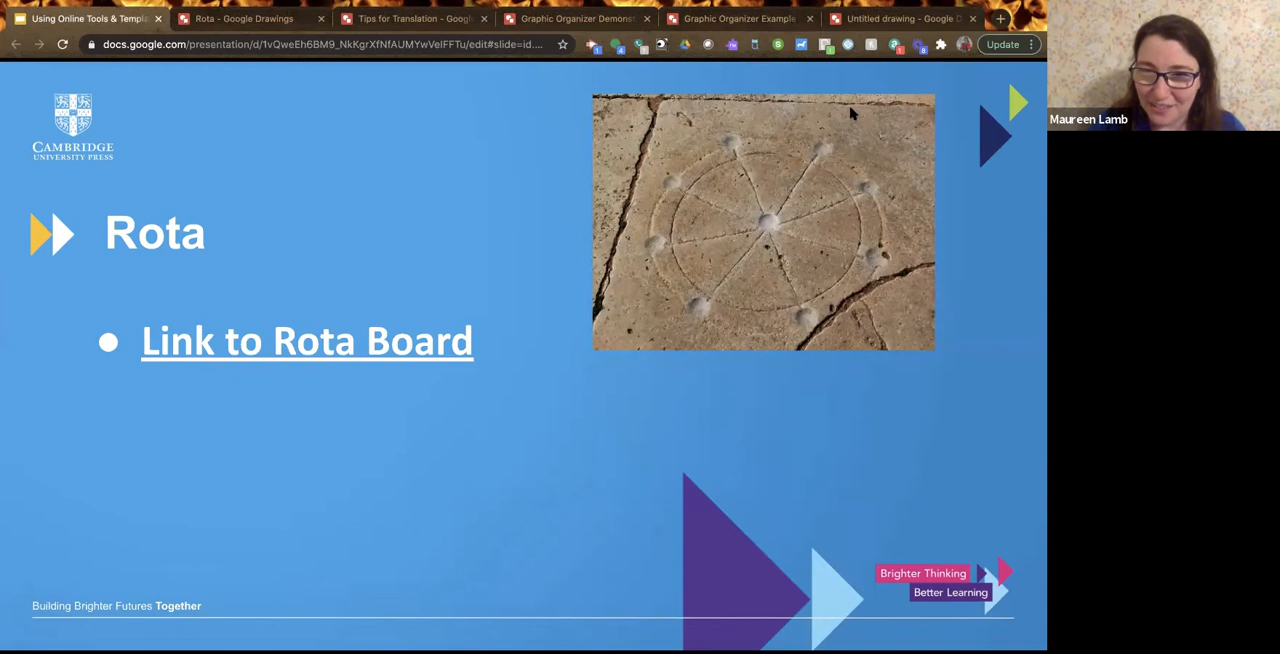 Using Online Tools & Templa
Rota - Google Drawings
Tips for Translation - Googl
Graphic Organizer Demonst
Graphic Organizer Example
Untitled drawing - Google D
docs.google.com/presentation/d/1vQweEh6BM9_NkKgrXfNfAUMYwVeIFFTu/edit#slide=id....
Update
Maureen Lamb
CAMBRIDGE
UNIVERSITY PRESS
Rota
Link to Rota Board
Brighter Thinking
Better Learning
Building Brighter Futures Together